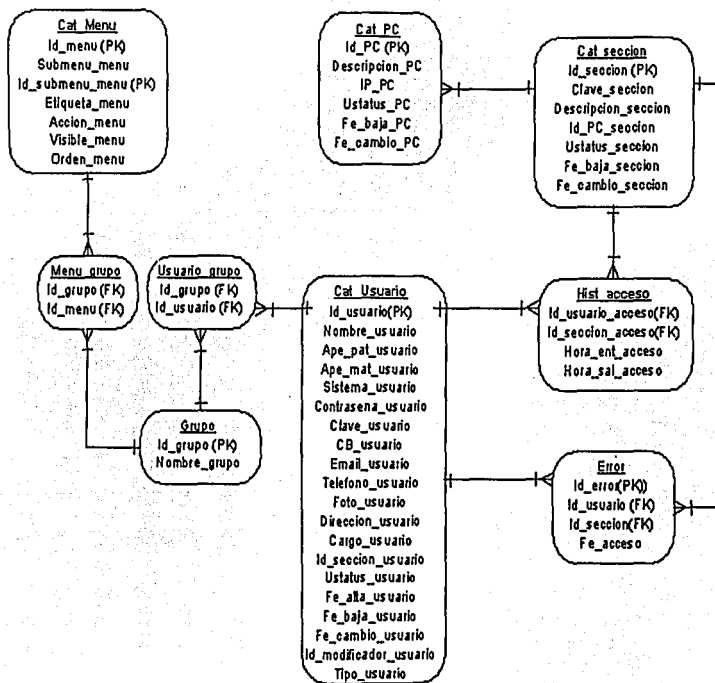 Cat_Menu
Id_menu (PK)
Submenu_menu
Id_submenu_menu (PK)
Etiqueta_menu
Accion_menu
Visible_menu
Orden_menu
Cat_PC
Id_PC (PK)
Descripcion_PC
IP_PC
Ustatus_PC
Fe_baja_PC
Fe_cambio_PC
Cat seccion
Id_seccion (PK)
Clave_seccion
Descripcion_seccion
Id_PC_seccion
Ustatus_seccion
Fe_baja_seccion
Fe_cambio_seccion
Menu_grupo
Id_grupo (FK)
Id_menu (FK)
Usuario_grupo
Id_grupo (FK)
Id_usuario (FK)
Cat_Usuario
Id_usuario(PK)
Nombre_usuario
Ape_pat_usuario
Ape_mat_usuario
Sistema_usuario
Contrasena_usuario
Clave_usuario
CB_usuario
Email_usuario
Telefono_usuario
Foto_usuario
Direccion_usuario
Cargo_usuario
Id_seccion_usuario
Ustatus_usuario
Fe_alta_usuario
Fe_baja_usuario
Fe_cambio_usuario
Id_modificador_usuario
Tipo_usuario
Hist_acceso
Id_usuario_acceso(FK)
Id_seccion_acceso(FK)
Hora_ent_acceso
Hora_sal_acceso
Grupo
Id_grupo (PK)
Nombre_grupo
Error
Id_error(PK))
Id_usuario (FK)
Id_seccion(FK)
Fe_acceso